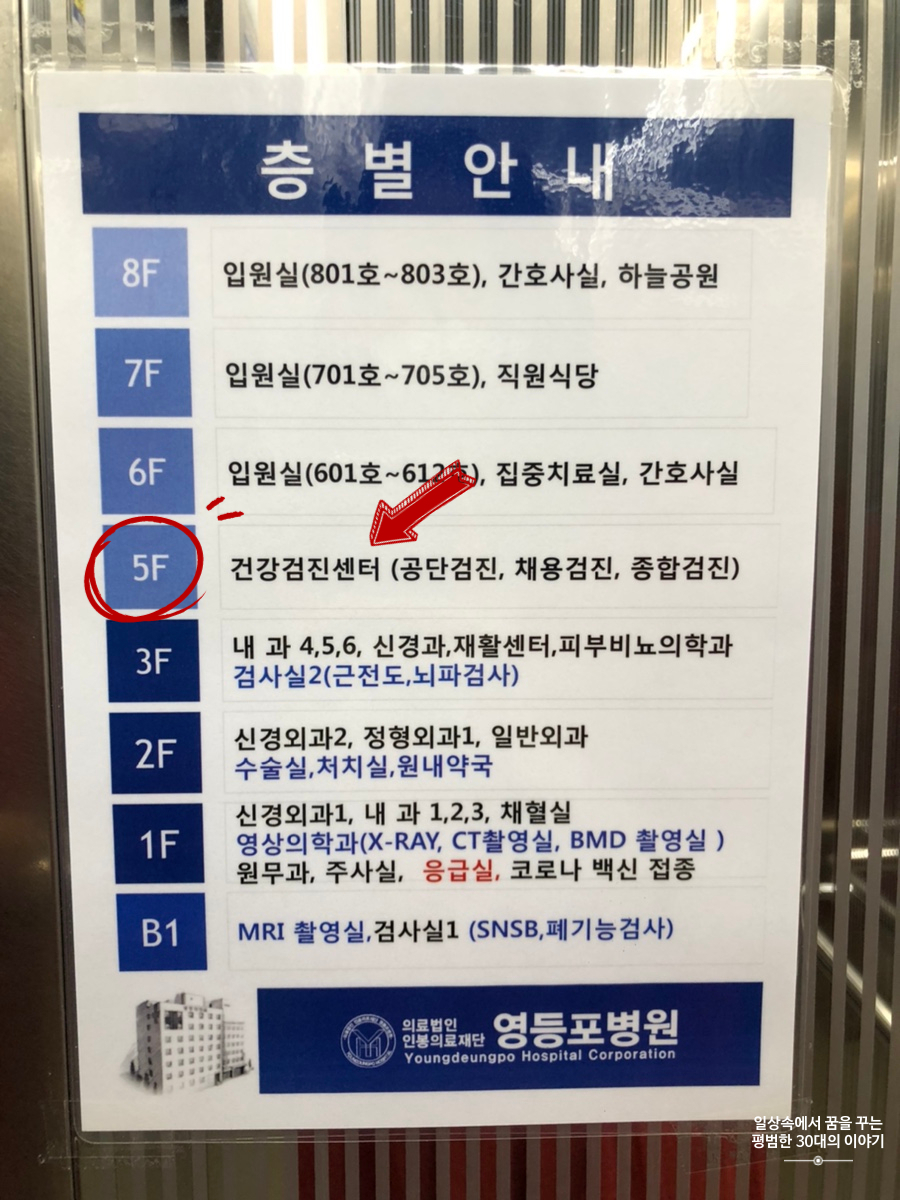 층 별 안 내
8F
입원실(801호~803호), 간호사실, 하늘공원
7F
입원실(701호~705호), 직원식당
6F
입원실(601호~612호), 집중치료실, 간호사실
5F
건강검진센터 (공단검진, 채용검진, 종합검진)
3F
내 과 4,5,6, 신경과,재활센터,피부비뇨의학과
검사실2(근전도,뇌파검사)
2F
신경외과2, 정형외과1, 일반외과
수술실,처치실,원내약국
1F
신경외과1, 내 과 1,2,3, 채혈실
영상의학과(X-RAY, CT촬영실, BMD 촬영실 )
원무과, 주사실, 응급실, 코로나 백신 접종
B1
MRI 촬영실,검사실1 (SNSB,폐기능검사)
의료법인
인봉의료재단
영등포병원
Youngdeungpo Hospital Corporation
일상속에서 꿈을 꾸는
평범한 30대의 이야기